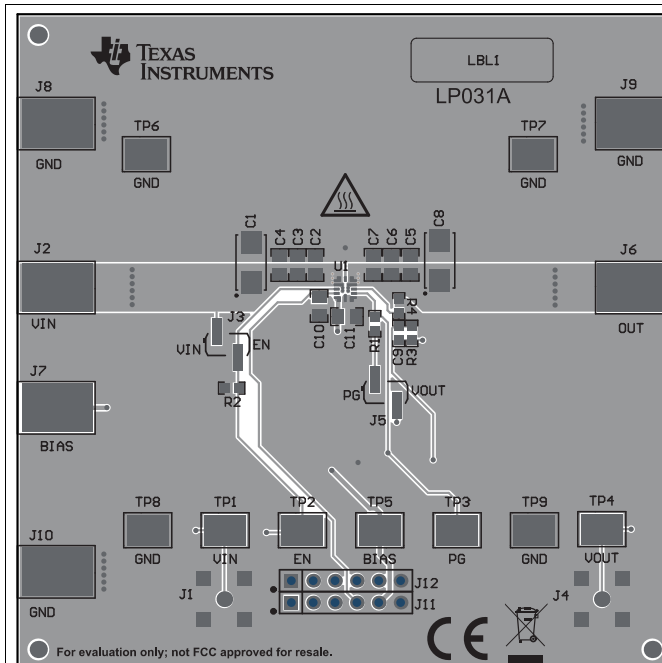 TEXAS
INSTRUMENTS
LBL1
LP031A
J8
GND
TP6
GND
TP7
GND
J9
GND
J2
VIN
C1
C4
C3
C2
U1
C7
C6
C5
C8
J6
OUT
J3
VIN
EN
C10
C11
R1
R4
C9
R3
R2
PG
J5
VOUT
J7
BIAS
TP8
GND
TP1
VIN
TP2
EN
TP5
BIAS
TP3
PG
TP9
GND
TP4
VOUT
J10
GND
J1
J12
J11
J4
For evaluation only; not FCC approved for resale.
CE